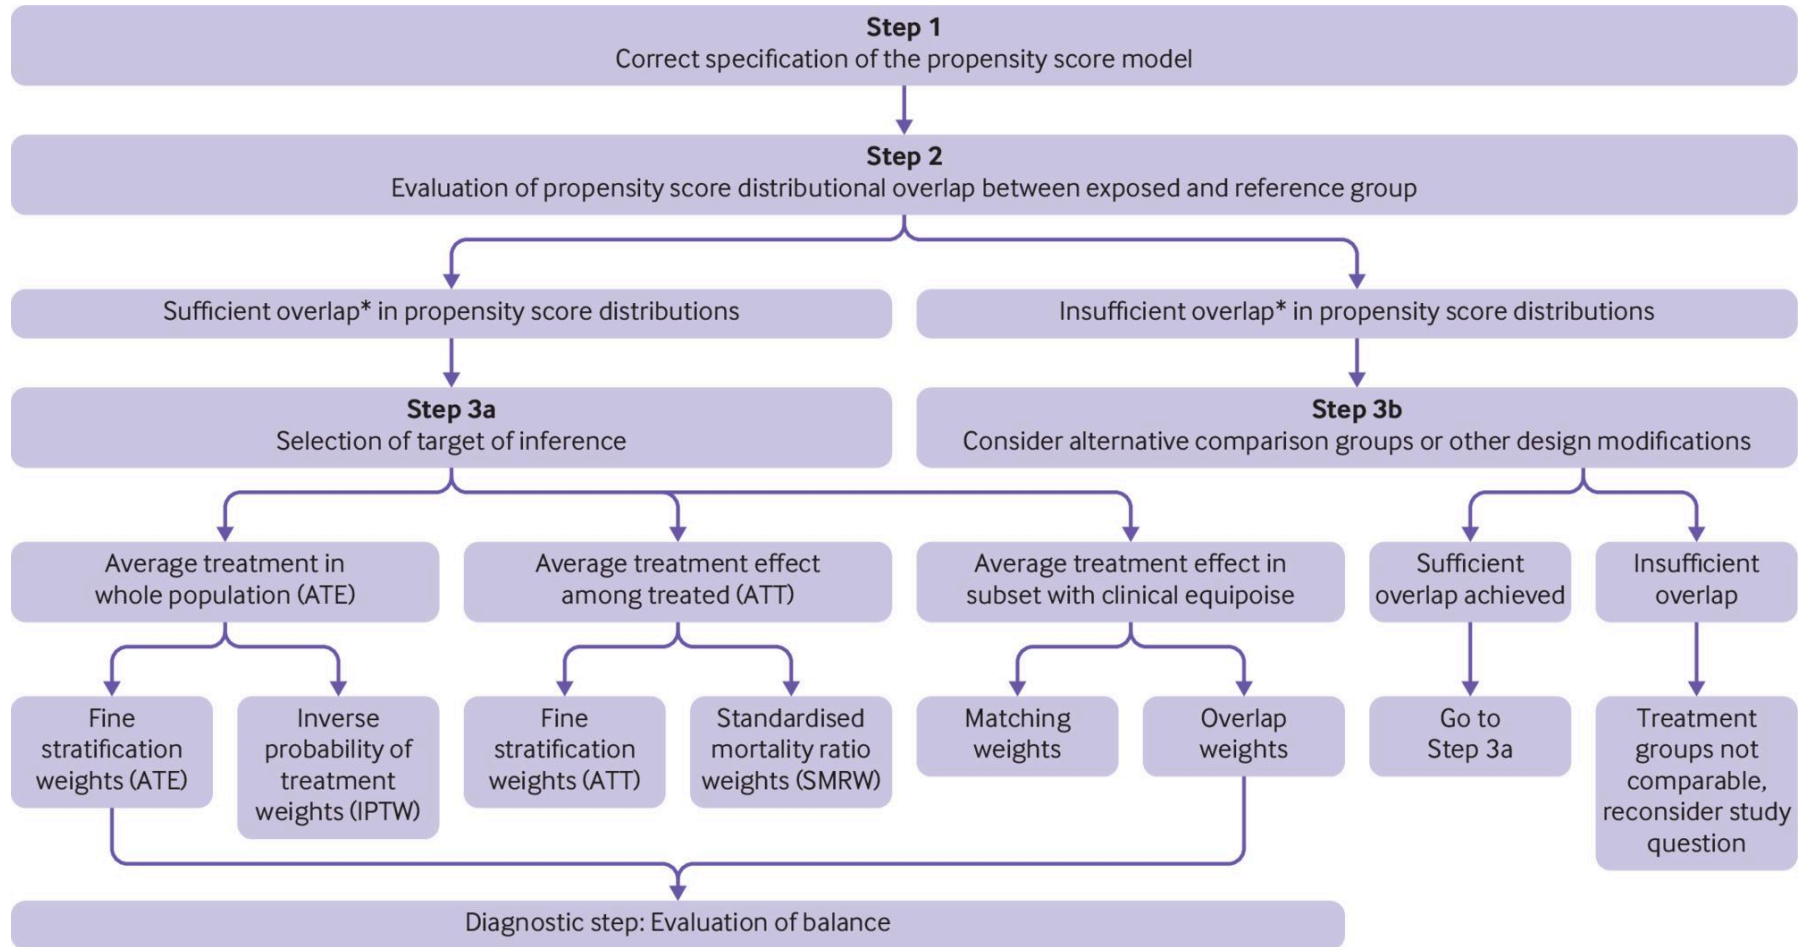 Step 1
Correct specification of the propensity score model
Step 2
Evaluation of propensity score distributional overlap between exposed and reference group
Sufficient overlap* in propensity score distributions
Insufficient overlap* in propensity score distributions
Step 3a
Selection of target of inference
Step 3b
Consider alternative comparison groups or other design modifications
Average treatment in
whole population (ATE)
Average treatment effect
among treated (ATT)
Average treatment effect in
subset with clinical equipoise
Sufficient
overlap achieved
Insufficient
overlap
Fine
stratification
weights (ATE)
Inverse
probability of
treatment
weights (IPTW)
Fine
stratification
weights (ATT)
Standardised
mortality ratio
weights (SMRW)
Matching
weights
Overlap
weights
Go to
Step 3a
Treatment
groups not
comparable,
reconsider study
question
Diagnostic step: Evaluation of balance